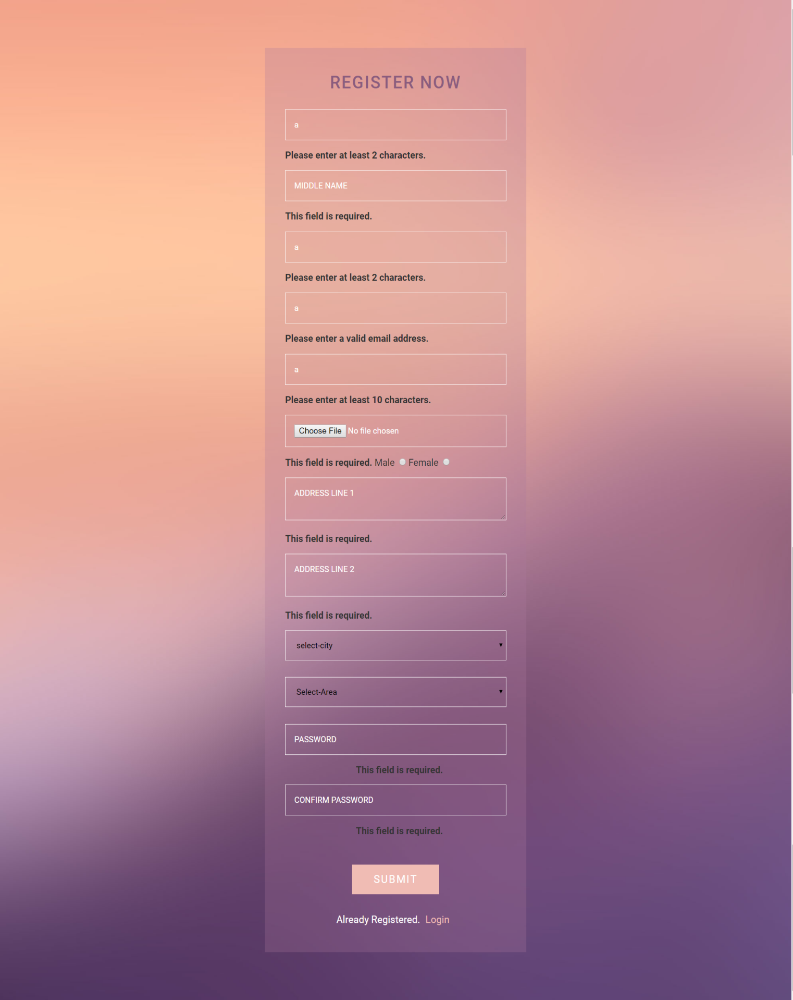 REGISTER NOW
a
Please enter at least 2 characters.
MIDDLE NAME
This field is required.
a
Please enter at least 2 characters.
a
Please enter a valid email address.
a
Please enter at least 10 characters.
Choose File No file chosen
This field is required. Male Female
ADDRESS LINE 1
This field is required.
ADDRESS LINE 2
This field is required.
select-city
Select-Area
PASSWORD
This field is required.
CONFIRM PASSWORD
This field is required.
SUBMIT
Already Registered. Login